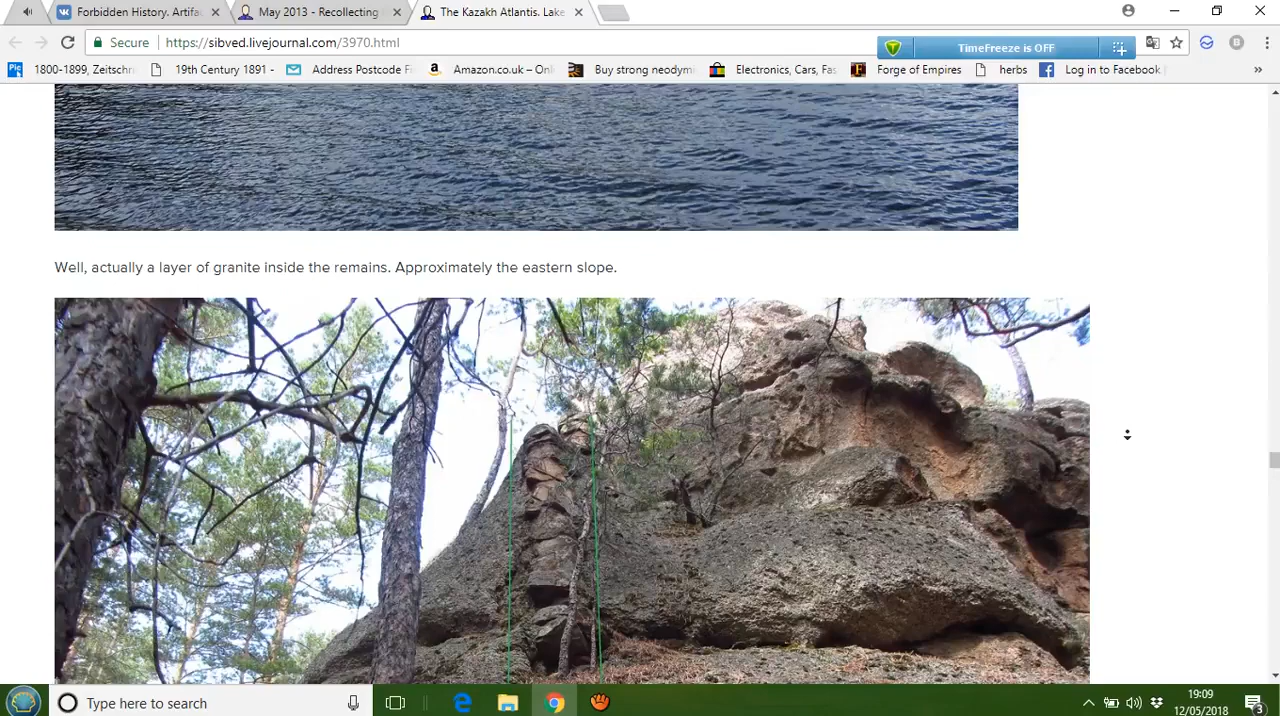 Forbidden History. Artifac
May 2013 - Recollecting
The Kazakh Atlantis. Lake
Secure
https://sibved.livejournal.com/3970.html
TimeFreeze is OFF
1800-1899, Zeitschr
19th Century 1891 -
Address Postcode F
Amazon.co.uk – Onl
Buy strong neodym
Electronics, Cars, Fas
Forge of Empires
herbs
Log in to Facebook
Well, actually a layer of granite inside the remains. Approximately the eastern slope.
Type here to search
19:09
12/05/2018
3